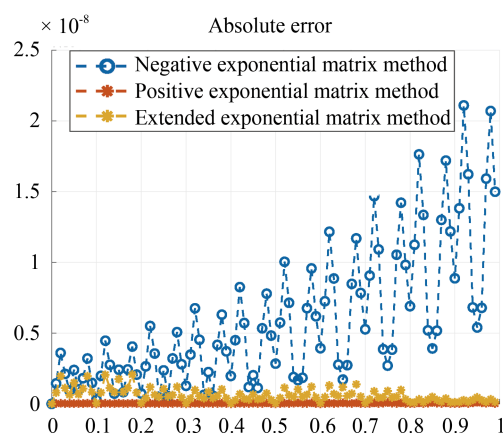 × 10⁻⁸ Absolute error
2.5
Negative exponential matrix method
Positive exponential matrix method
Extended exponential matrix method
2
1.5
1
0.5
0
0 0.1 0.2 0.3 0.4 0.5 0.6 0.7 0.8 0.9 1